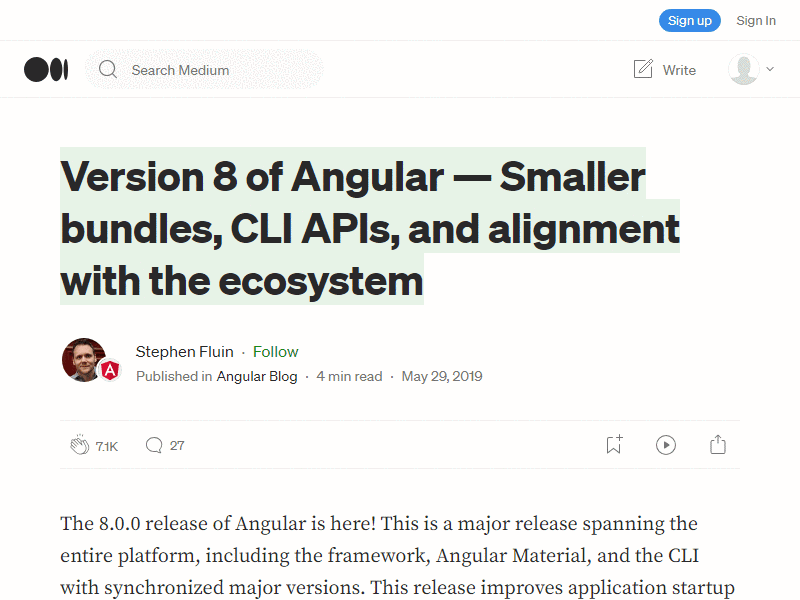 Sign up Sign In
Search Medium Write
Version 8 of Angular — Smaller
bundles, CLI APIs, and alignment
with the ecosystem
Stephen Fluin · Follow
Published in Angular Blog · 4 min read · May 29, 2019
7.1K 27
The 8.0.0 release of Angular is here! This is a major release spanning the
entire platform, including the framework, Angular Material, and the CLI
with synchronized major versions. This release improves application startup